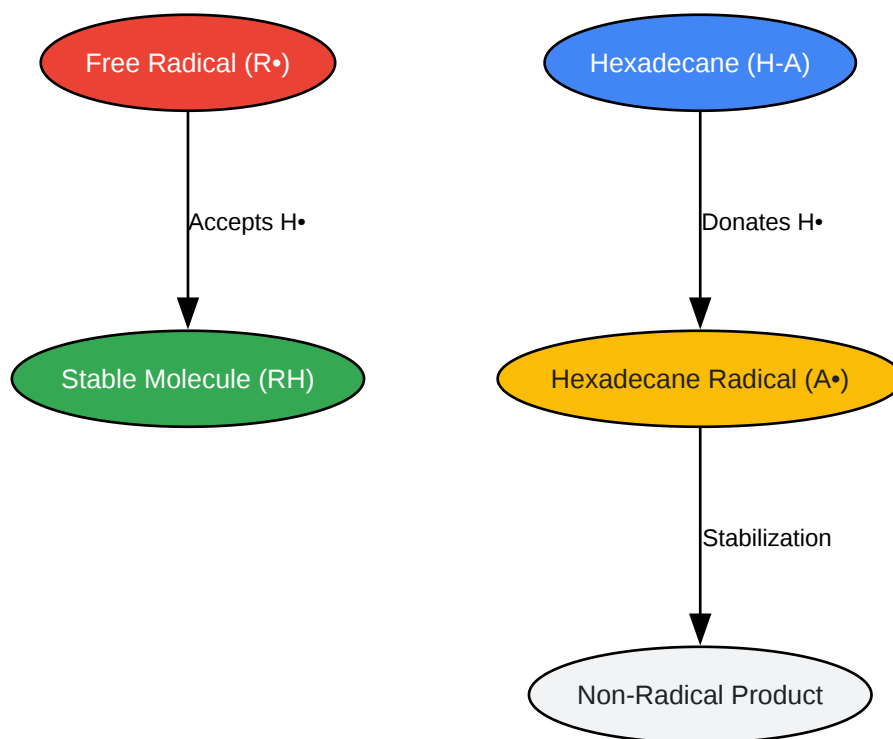 Free Radical (R•)
Hexadecane (H-A)
Accepts H•
Donates H•
Stable Molecule (RH)
Hexadecane Radical (A•)
Stabilization
Non-Radical Product